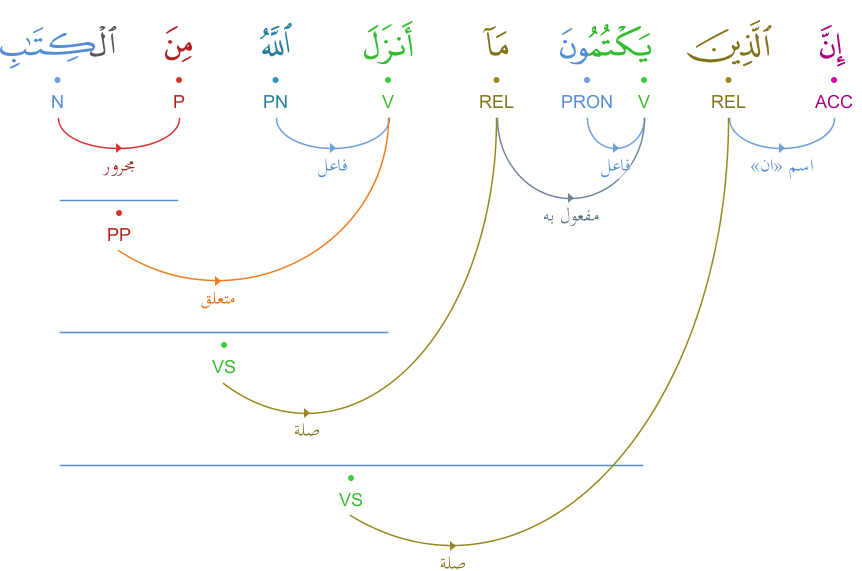 إِنَّ ٱلَّذِينَ يَكْتُمُونَ مَآ أَنزَلَ ٱللَّهُ مِنَ ٱلْكِتَٰبِ
ACC REL V PRON REL V PN P N
اسم «ان» فاعل فاعل مجرور
مفعول به
PP
متعلق
VS
صلة
VS
صلة